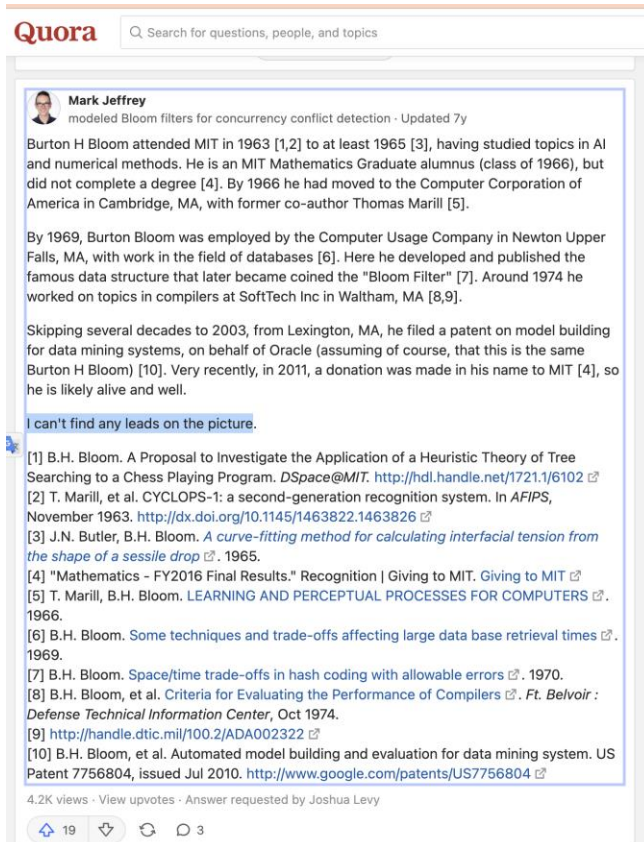 Quora
Search for questions, people, and topics
Mark Jeffrey
modeled Bloom filters for concurrency conflict detection · Updated 7y
Burton H Bloom attended MIT in 1963 [1,2] to at least 1965 [3], having studied topics in AI
and numerical methods. He is an MIT Mathematics Graduate alumnus (class of 1966), but
did not complete a degree [4]. By 1966 he had moved to the Computer Corporation of
America in Cambridge, MA, with former co-author Thomas Marill [5].
By 1969, Burton Bloom was employed by the Computer Usage Company in Newton Upper
Falls, MA, with work in the field of databases [6]. Here he developed and published the
famous data structure that later became coined the "Bloom Filter" [7]. Around 1974 he
worked on topics in compilers at SoftTech Inc in Waltham, MA [8,9].
Skipping several decades to 2003, from Lexington, MA, he filed a patent on model building
for data mining systems, on behalf of Oracle (assuming of course, that this is the same
Burton H Bloom) [10]. Very recently, in 2011, a donation was made in his name to MIT [4], so
he is likely alive and well.
I can't find any leads on the picture.
[1] B.H. Bloom. A Proposal to Investigate the Application of a Heuristic Theory of Tree
Searching to a Chess Playing Program. DSpace@MIT. http://hdl.handle.net/1721.1/6102
[2] T. Marill, et al. CYCLOPS-1: a second-generation recognition system. In AFIPS,
November 1963. http://dx.doi.org/10.1145/1463822.1463826
[3] J.N. Butler, B.H. Bloom. A curve-fitting method for calculating interfacial tension from
the shape of a sessile drop. 1965.
[4] "Mathematics - FY2016 Final Results." Recognition | Giving to MIT. Giving to MIT
[5] T. Marill, B.H. Bloom. LEARNING AND PERCEPTUAL PROCESSES FOR COMPUTERS.
1966.
[6] B.H. Bloom. Some techniques and trade-offs affecting large data base retrieval times.
1969.
[7] B.H. Bloom. Space/time trade-offs in hash coding with allowable errors. 1970.
[8] B.H. Bloom, et al. Criteria for Evaluating the Performance of Compilers. Ft. Belvoir :
Defense Technical Information Center, Oct 1974.
[9] http://handle.dtic.mil/100.2/ADA002322
[10] B.H. Bloom, et al. Automated model building and evaluation for data mining system. US
Patent 7756804, issued Jul 2010. http://www.google.com/patents/US7756804
4.2K views · View upvotes · Answer requested by Joshua Levy
19 3